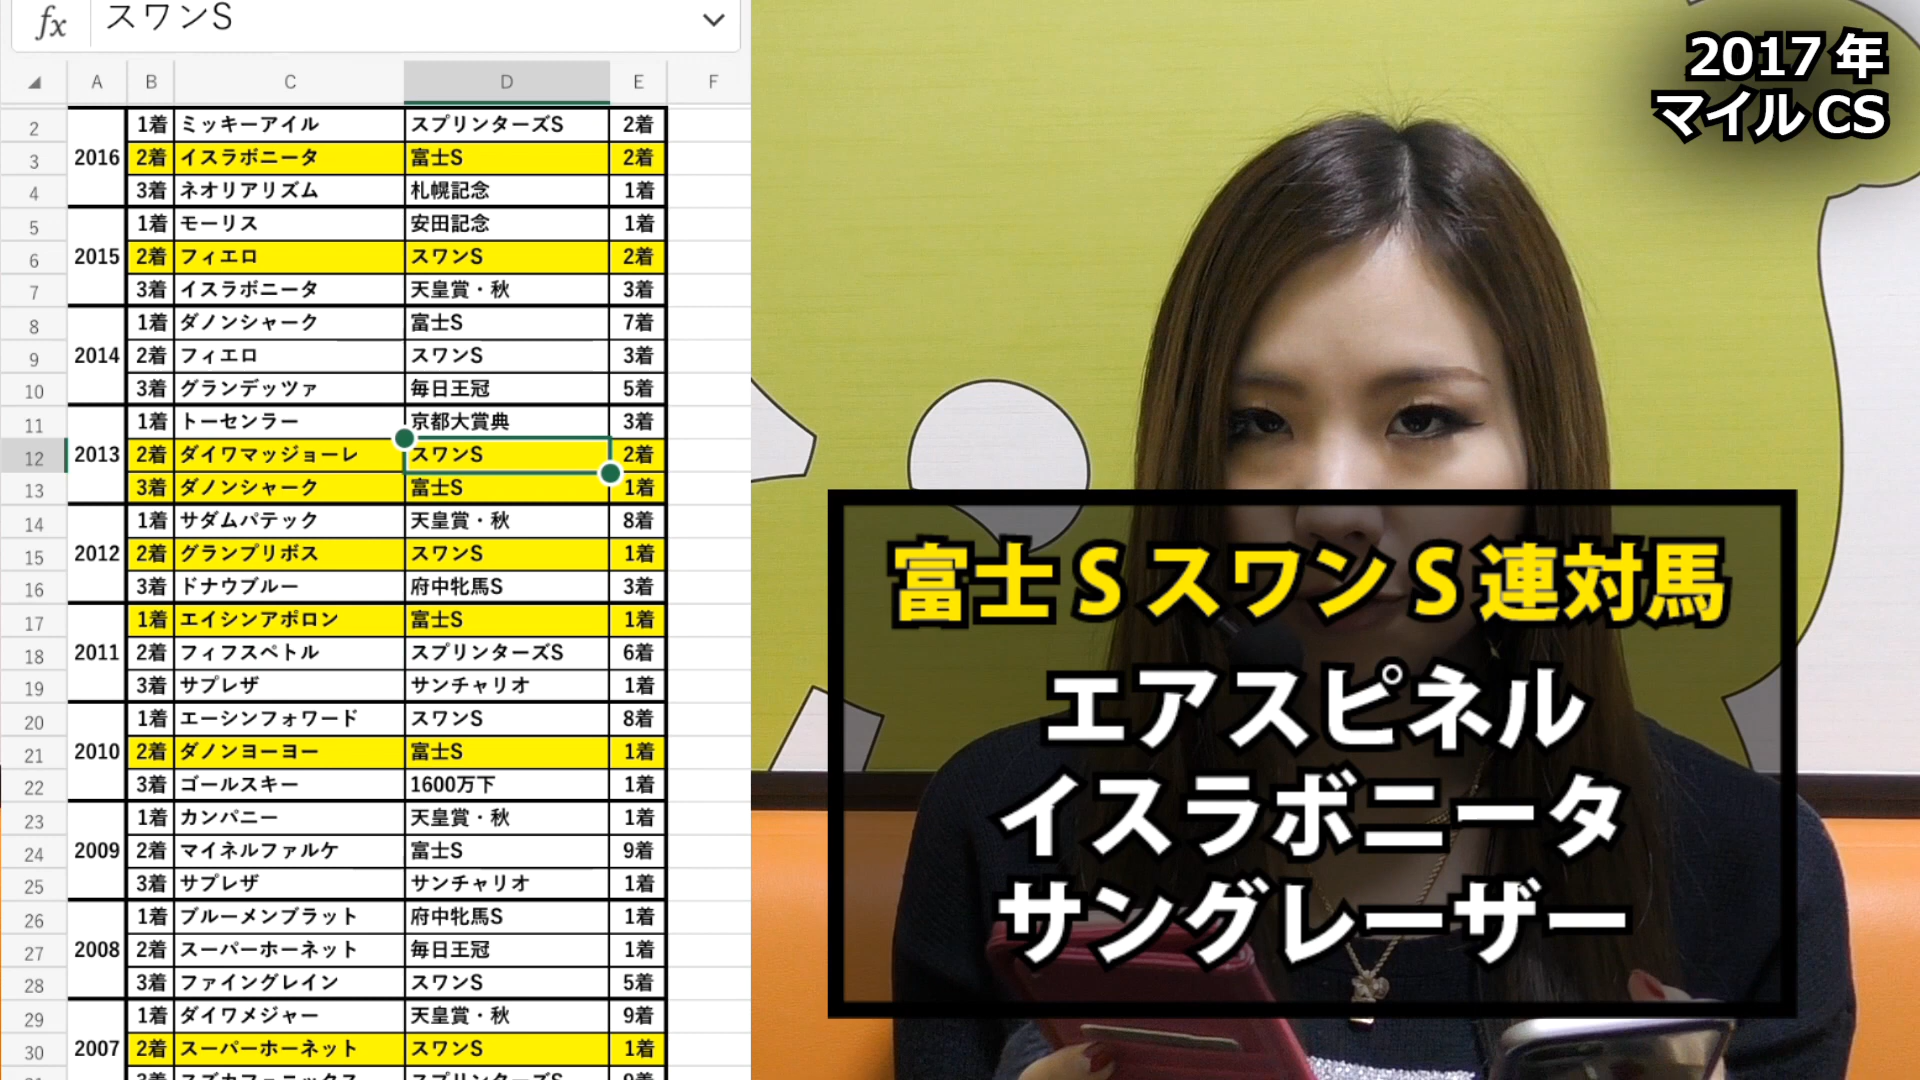 fx スワンS
A B C D E F
2 1着 ミッキーアイル スプリンターズS 2着
3 2016 2着 イスラボニータ 富士S 2着
4 3着 ネオリアリズム 札幌記念 1着
5 1着 モーリス 安田記念 1着
6 2015 2着 フィエロ スワンS 2着
7 3着 イスラボニータ 天皇賞・秋 3着
8 1着 ダノンシャーク 富士S 7着
9 2014 2着 フィエロ スワンS 3着
10 3着 グランデッツァ 毎日王冠 5着
11 1着 トーセンラー 京都大賞典 3着
12 2013 2着 ダイワマッジョーレ スワンS 2着
13 3着 ダノンシャーク 富士S 1着
14 1着 サダムパテック 天皇賞・秋 8着
15 2012 2着 グランプリボス スワンS 1着
16 3着 ドナウブルー 府中牝馬S 3着
17 1着 エイシンアポロン 富士S 1着
18 2011 2着 フィフスペトル スプリンターズS 6着
19 3着 サプレザ サンチャリオ 1着
20 1着 エーシンフォワード スワンS 8着
21 2010 2着 ダノンヨーヨー 富士S 1着
22 3着 ゴールスキー 1600万下 1着
23 1着 カンパニー 天皇賞・秋 1着
24 2009 2着 マイネルファルケ 富士S 9着
25 3着 サプレザ サンチャリオ 1着
26 1着 ブルーメンブラット 府中牝馬S 1着
27 2008 2着 スーパーホーネット 毎日王冠 1着
28 3着 ファイングレイン スワンS 5着
29 1着 ダイワメジャー 天皇賞・秋 9着
30 2007 2着 スーパーホーネット スワンS 1着
3着 スズカフェニックス スプリンターズS 9着
2017年
マイルCS
富士SスワンS連対馬
エアスピネル
イスラボニータ
サングレーザー